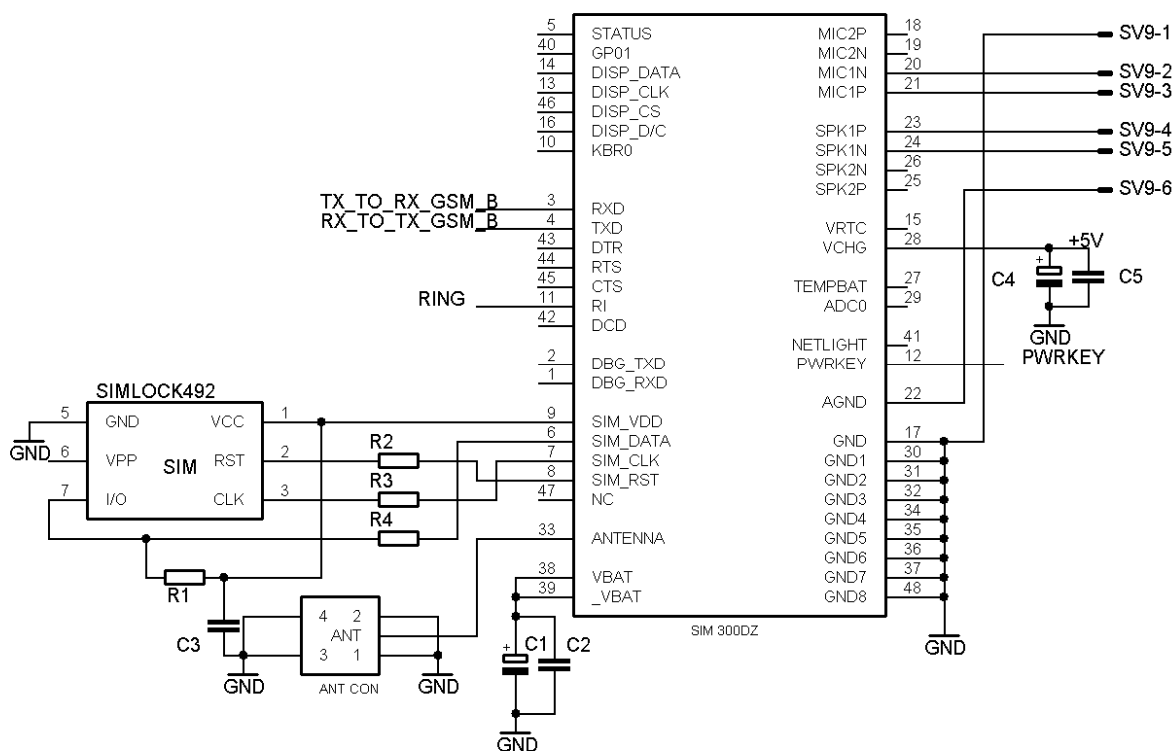 5 STATUS MIC2P 18 SV9-1
40 GP01 MIC2N 19
14 DISP_DATA MIC1N 20 SV9-2
13 DISP_CLK MIC1P 21 SV9-3
46 DISP_CS
16 DISP_D/C SPK1P 23 SV9-4
10 KBR0 SPK1N 24 SV9-5
SPK2N 26
SPK2P 25 SV9-6
TX_TO_RX_GSM_B 3 RXD
RX_TO_TX_GSM_B 4 TXD VRTC 15
43 DTR VCHG 28 +5V
44 RTS
45 CTS TEMPBAT 27 + C4 C5
RING 11 RI ADC0 29
42 DCD
GND
NETLIGHT 41
2 DBG_TXD PWRKEY 12 PWRKEY
1 DBG_RXD
SIMLOCK492
AGND 22
5 GND VCC 1 9 SIM_VDD
GND
6 VPP SIM RST 2 R2 6 SIM_DATA GND 17
7 SIM_CLK GND1 30
7 I/O CLK 3 R3 8 SIM_RST GND2 31
47 NC GND3 32
R4 GND4 34
33 ANTENNA GND5 35
GND6 36
R1 38 VBAT GND7 37
39 _VBAT GND8 48
C3 4 2
ANT
3 1
SIM 300DZ
+ C1 C2
GND GND GND
ANT CON
GND